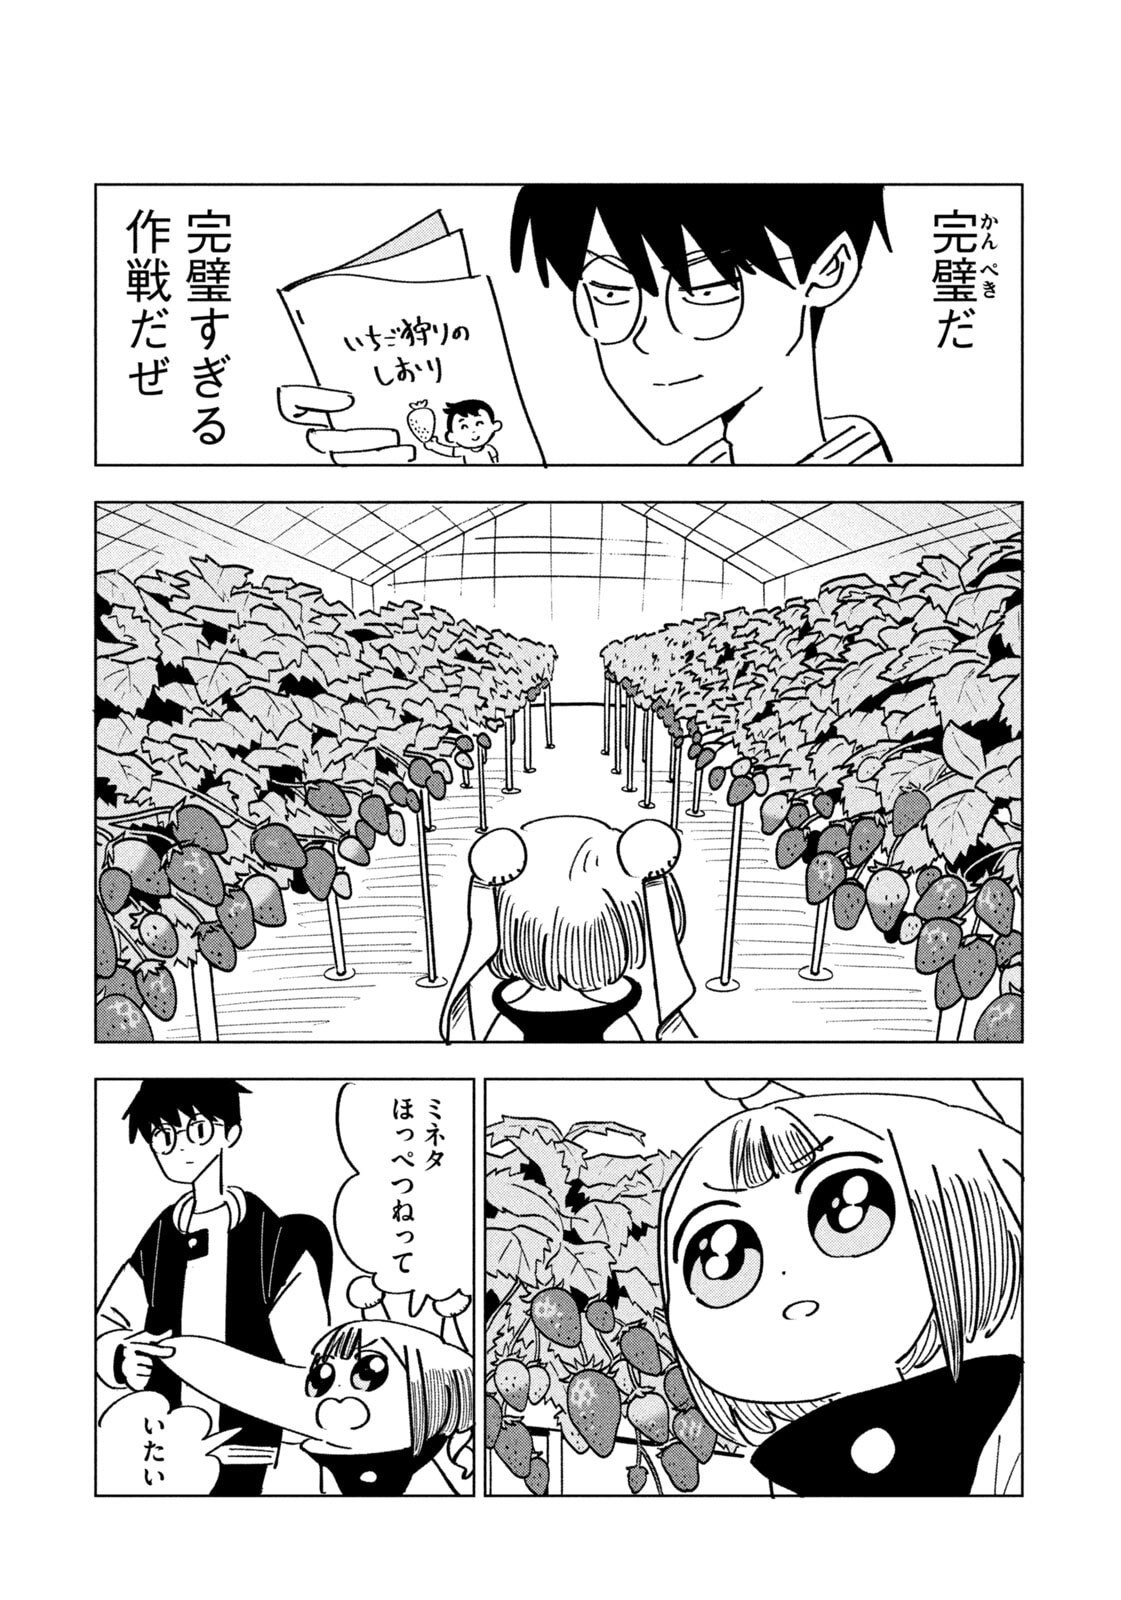 完璧だ
かんぺき
いちご狩りの
しおり
完璧すぎる
作戦だぜ
ミネタ
ほっぺつねって
いたい